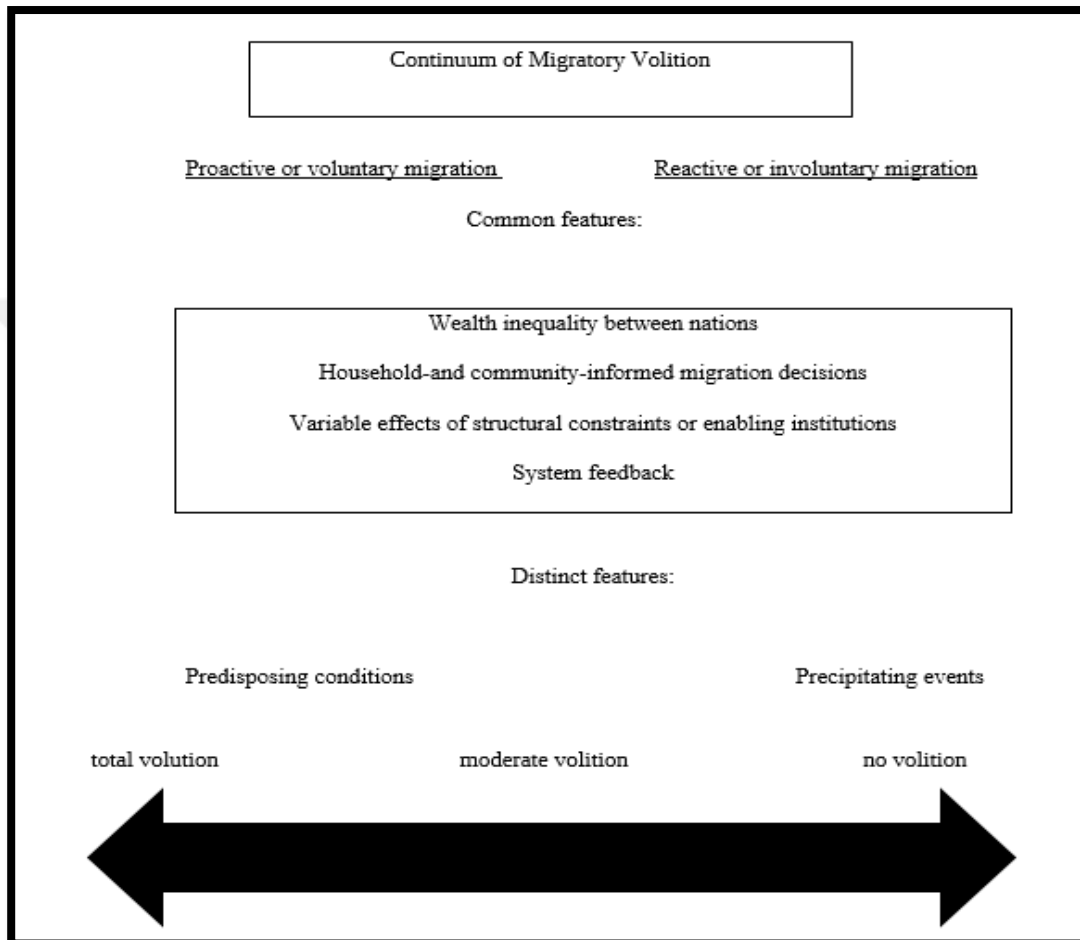 Continuum of Migratory Volition
Proactive or voluntary migration
Reactive or involuntary migration
Common features:
Wealth inequality between nations
Household-and community-informed migration decisions
Variable effects of structural constraints or enabling institutions
System feedback
Distinct features:
Predisposing conditions
Precipitating events
total volution
moderate volition
no volition